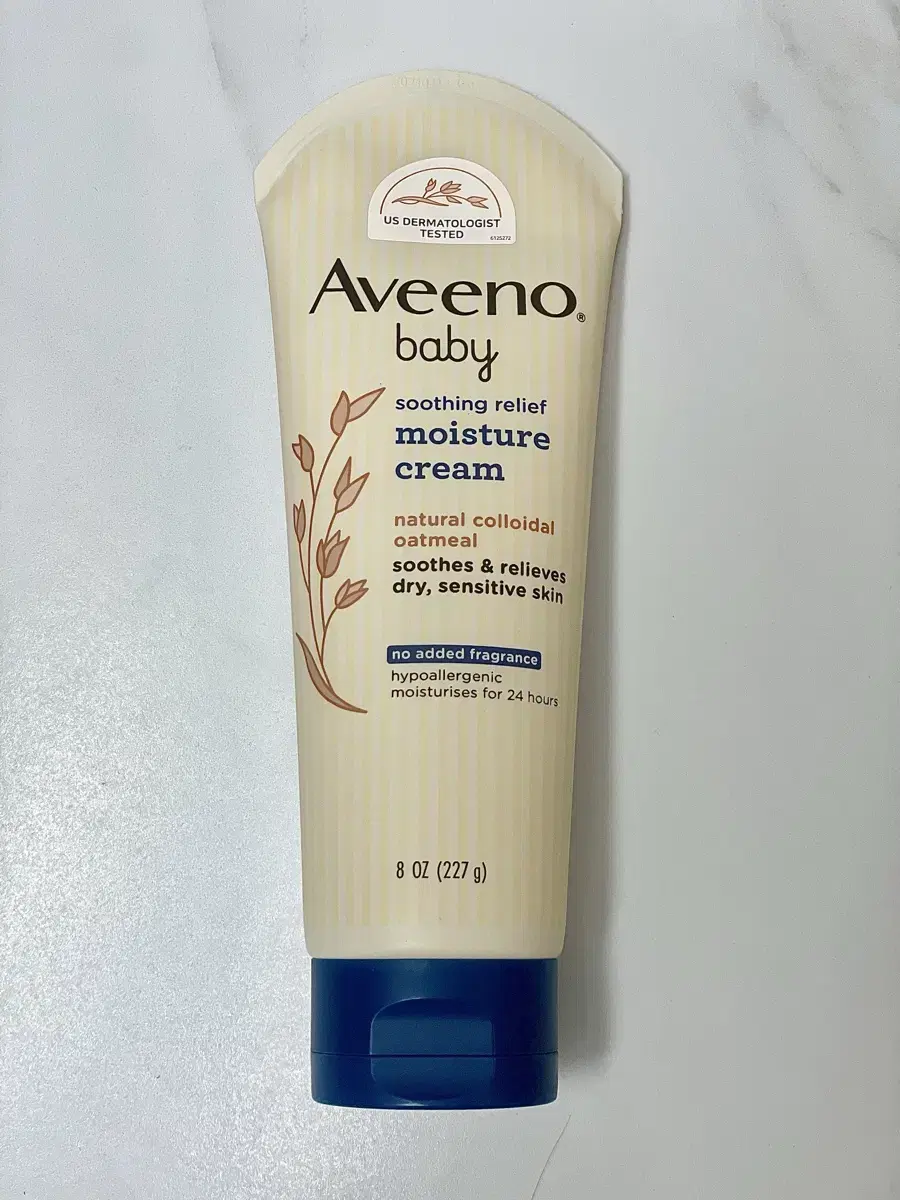 US DERMATOLOGIST
TESTED
6125272
Aveeno®
baby
soothing relief
moisture
cream
natural colloidal
oatmeal
soothes & relieves
dry, sensitive skin
no added fragrance
hypoallergenic
moisturises for 24 hours
8 OZ (227 g)